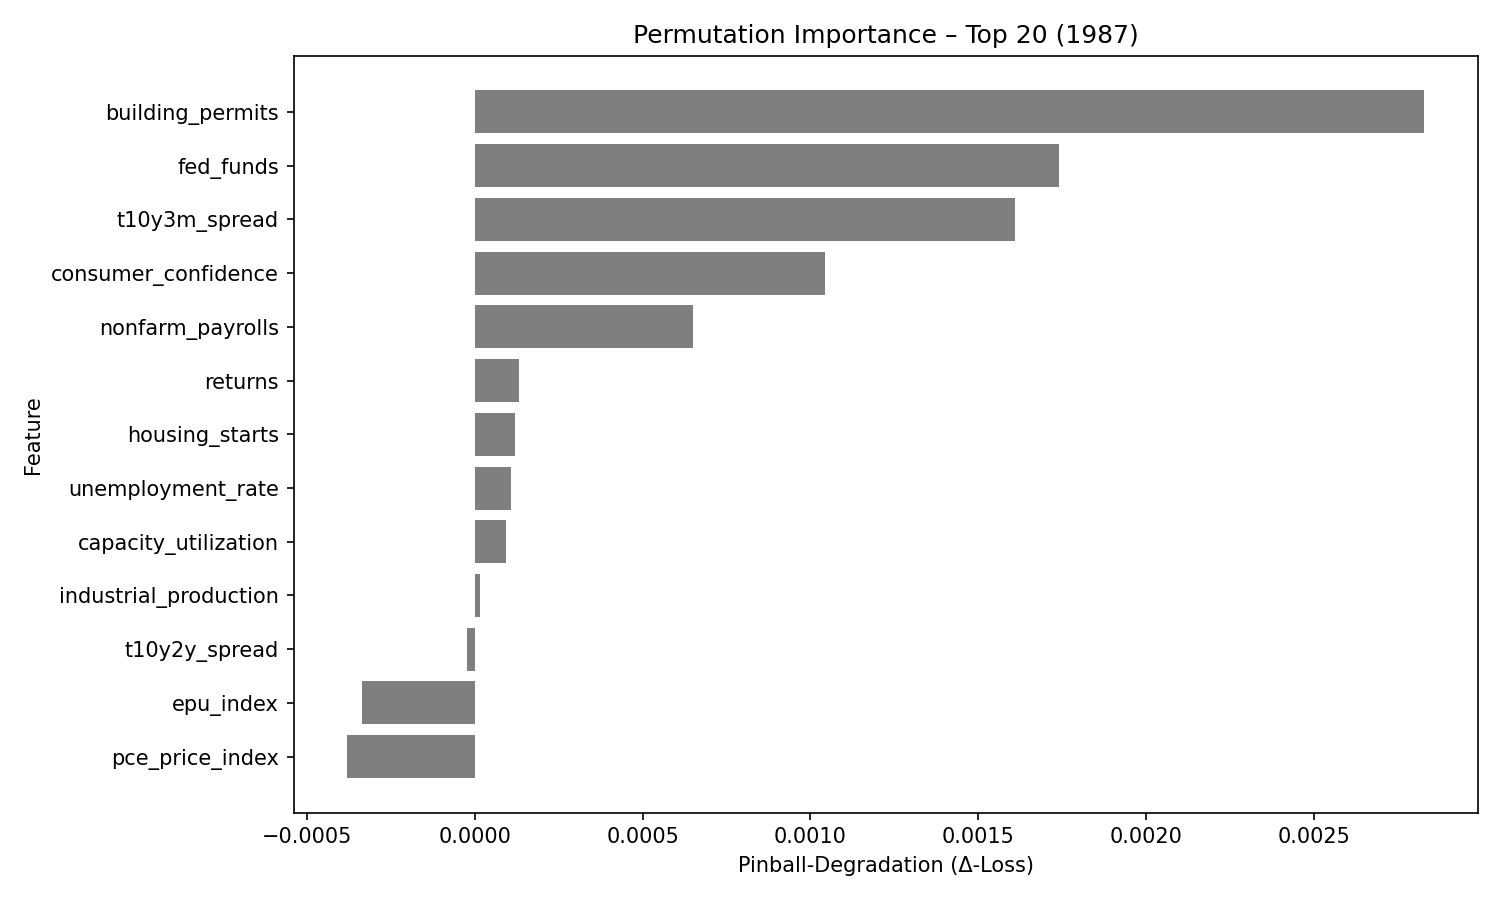 Permutation Importance – Top 20 (1987)
building_permits
fed_funds
t10y3m_spread
consumer_confidence
nonfarm_payrolls
returns
housing_starts
unemployment_rate
capacity_utilization
industrial_production
t10y2y_spread
epu_index
pce_price_index
Feature
−0.0005 0.0000 0.0005 0.0010 0.0015 0.0020 0.0025
Pinball-Degradation (Δ-Loss)